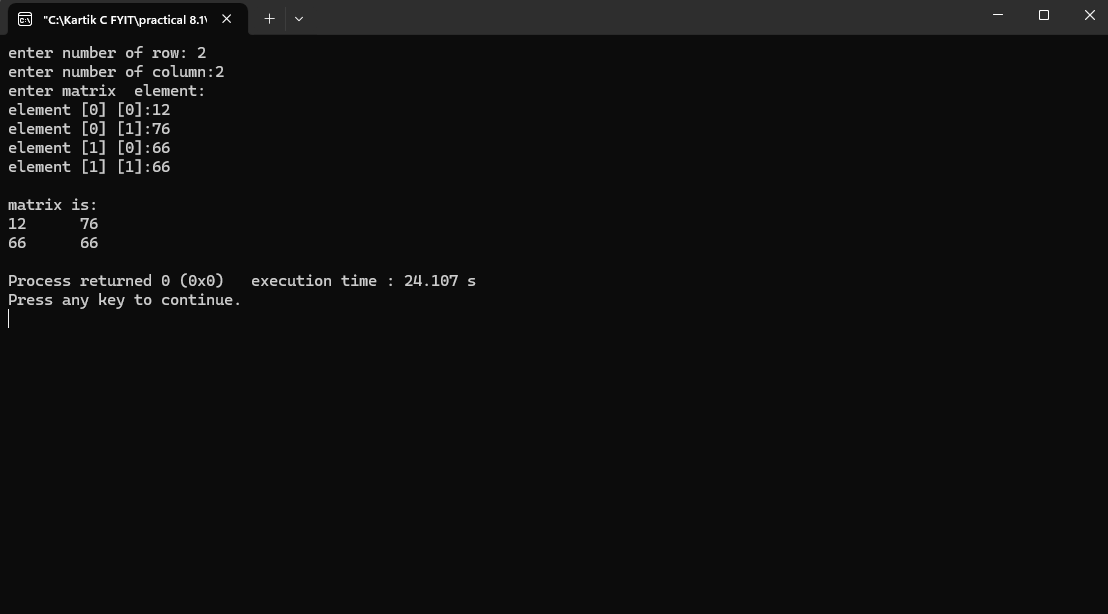 "C:\Kartik C FYIT\practical 8.1\
enter number of row: 2
enter number of column:2
enter matrix  element:
element [0] [0]:12
element [0] [1]:76
element [1] [0]:66
element [1] [1]:66
matrix is:
12      76
66      66
Process returned 0 (0x0)   execution time : 24.107 s
Press any key to continue.